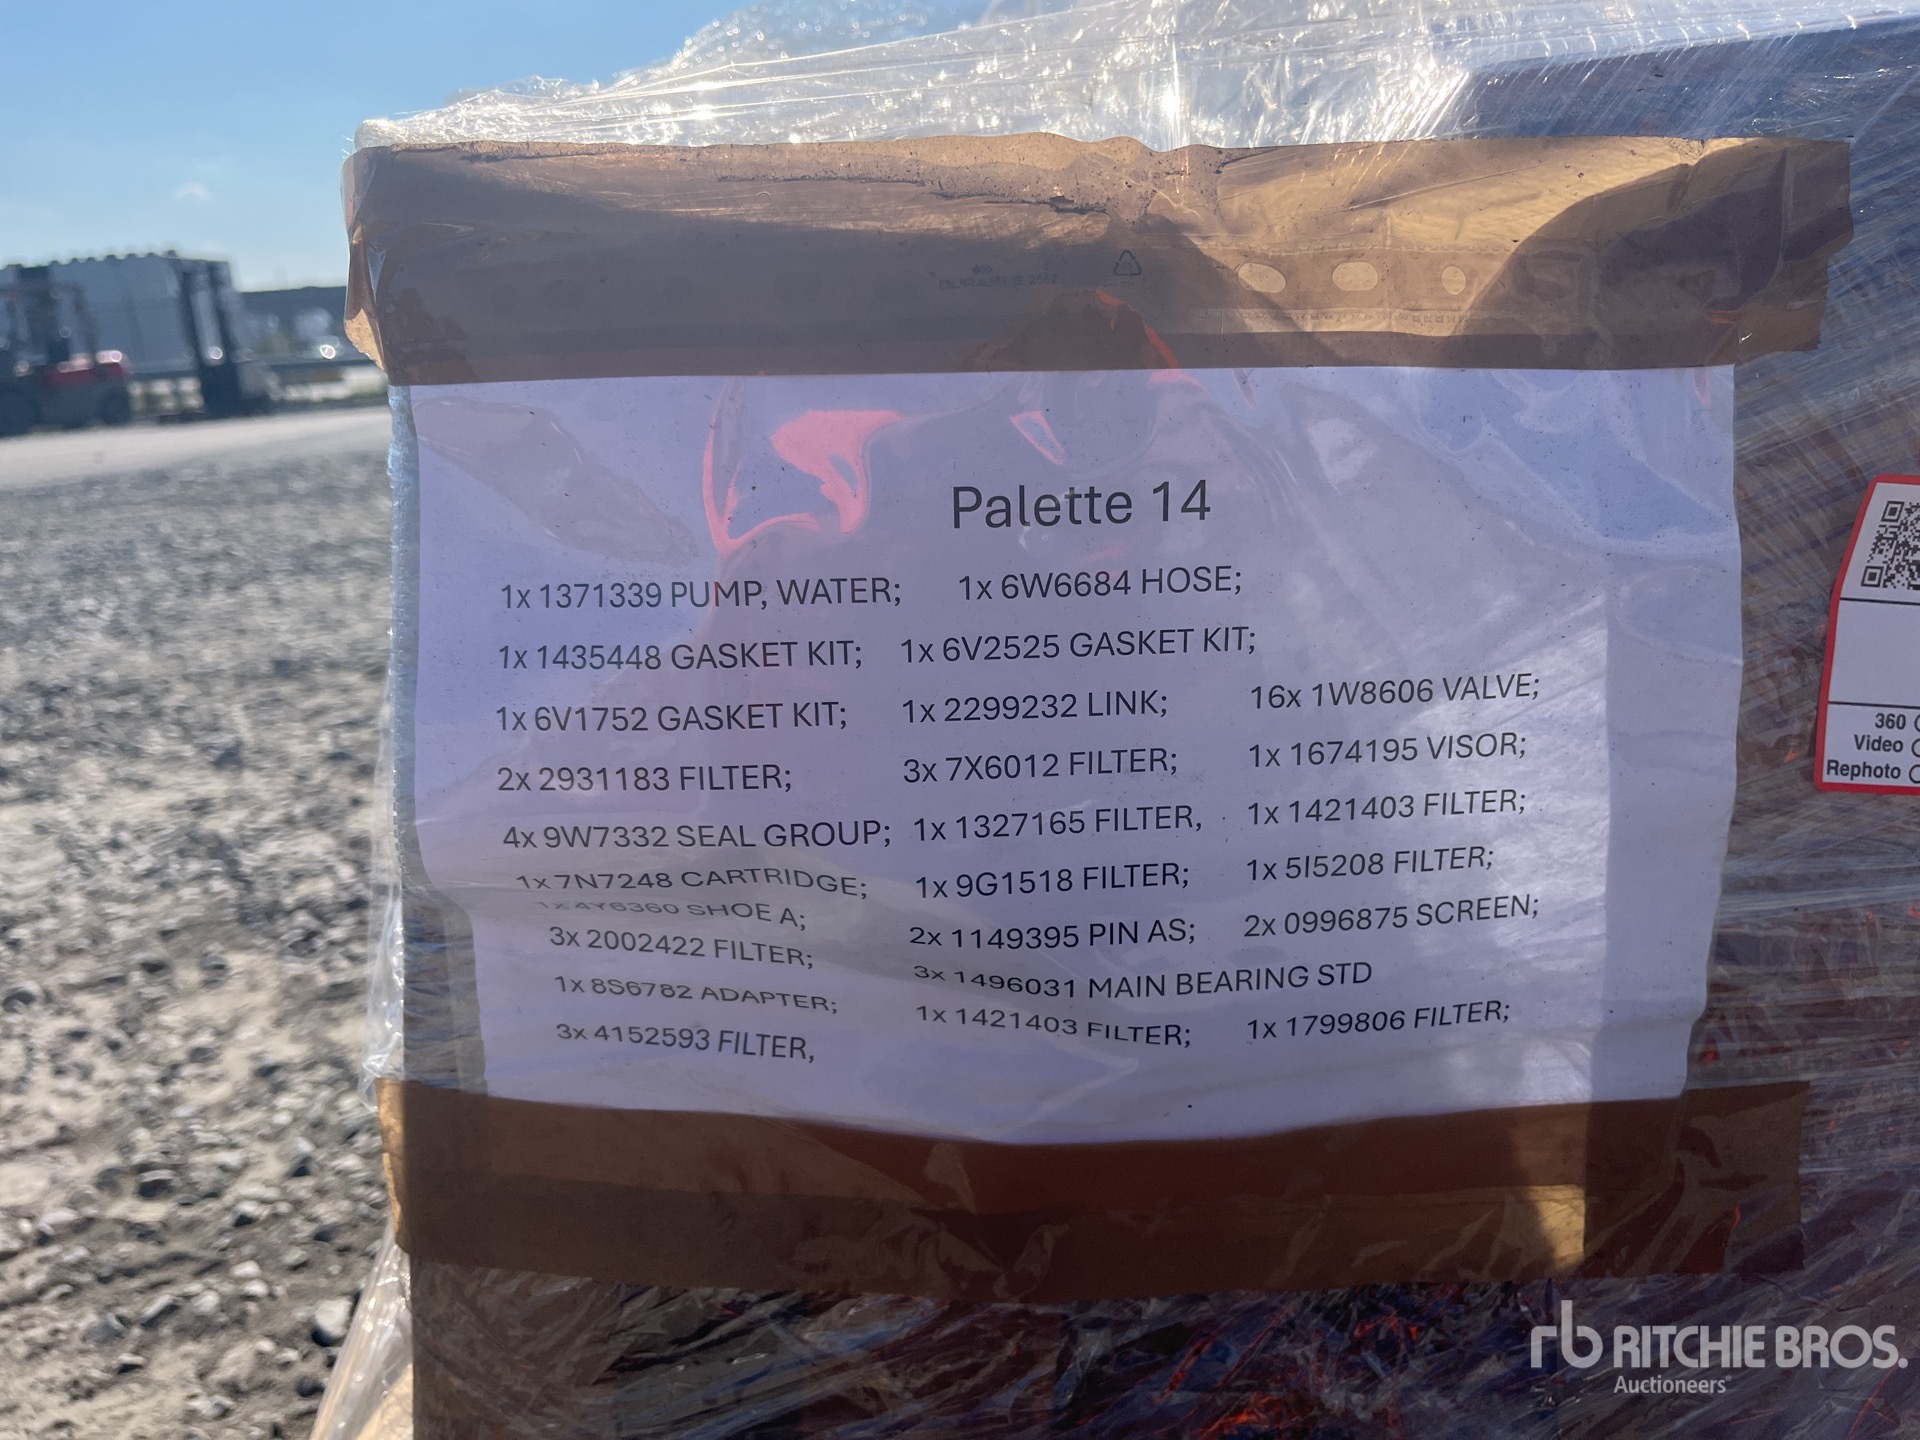 Palette 14
1x 1371339 PUMP, WATER; 1x 6W6684 HOSE;
1x 1435448 GASKET KIT; 1x 6V2525 GASKET KIT;
1x 6V1752 GASKET KIT; 1x 2299232 LINK; 16x 1W8606 VALVE;
2x 2931183 FILTER; 3x 7X6012 FILTER; 1x 1674195 VISOR;
4x 9W7332 SEAL GROUP; 1x 1327165 FILTER, 1x 1421403 FILTER;
1x 7N7248 CARTRIDGE; 1x 9G1518 FILTER; 1x 5I5208 FILTER;
1x 4Y6360 SHOE A; 2x 1149395 PIN AS; 2x 0996875 SCREEN;
3x 2002422 FILTER; 3x 1496031 MAIN BEARING STD
1x 8S6782 ADAPTER; 1x 1421403 FILTER; 1x 1799806 FILTER;
3x 4152593 FILTER,
360
Video
Rephoto
rb RITCHIE BROS.
Auctioneers